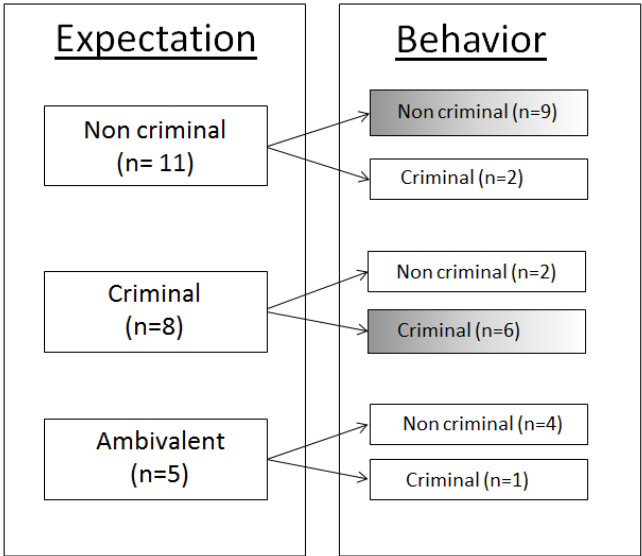 Expectation
Non criminal
(n= 11)
Criminal
(n=8)
Ambivalent
(n=5)
Behavior
Non criminal (n=9)
Criminal (n=2)
Non criminal (n=2)
Criminal (n=6)
Non criminal (n=4)
Criminal (n=1)